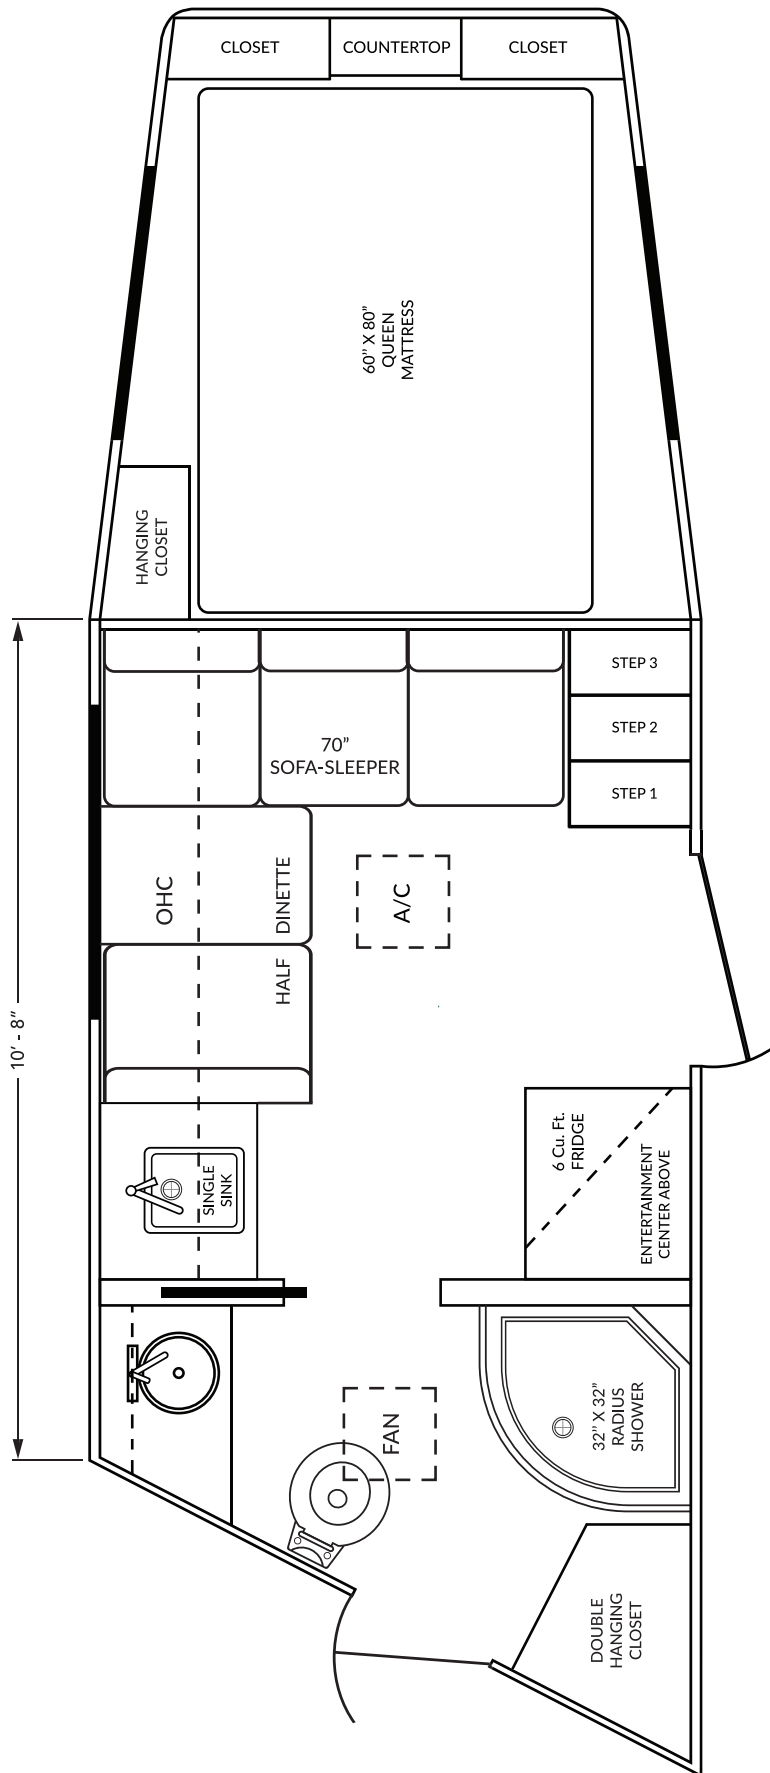 CLOSET
COUNTERTOP
CLOSET
60” X 80”
QUEEN
MATTRESS
HANGING
CLOSET
STEP 3
STEP 2
STEP 1
70”
SOFA-SLEEPER
OHC
HALF DINETTE
A/C
10’ - 8”
6 Cu. Ft.
FRIDGE
ENTERTAINMENT
CENTER ABOVE
SINGLE
SINK
32” X 32”
RADIUS
SHOWER
FAN
DOUBLE
HANGING
CLOSET